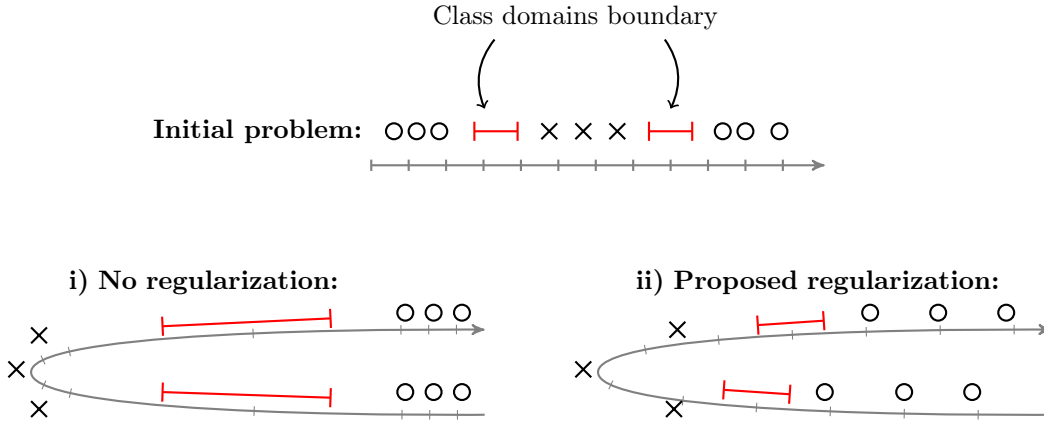 Class domains boundary
Initial problem:
i) No regularization:
ii) Proposed regularization: